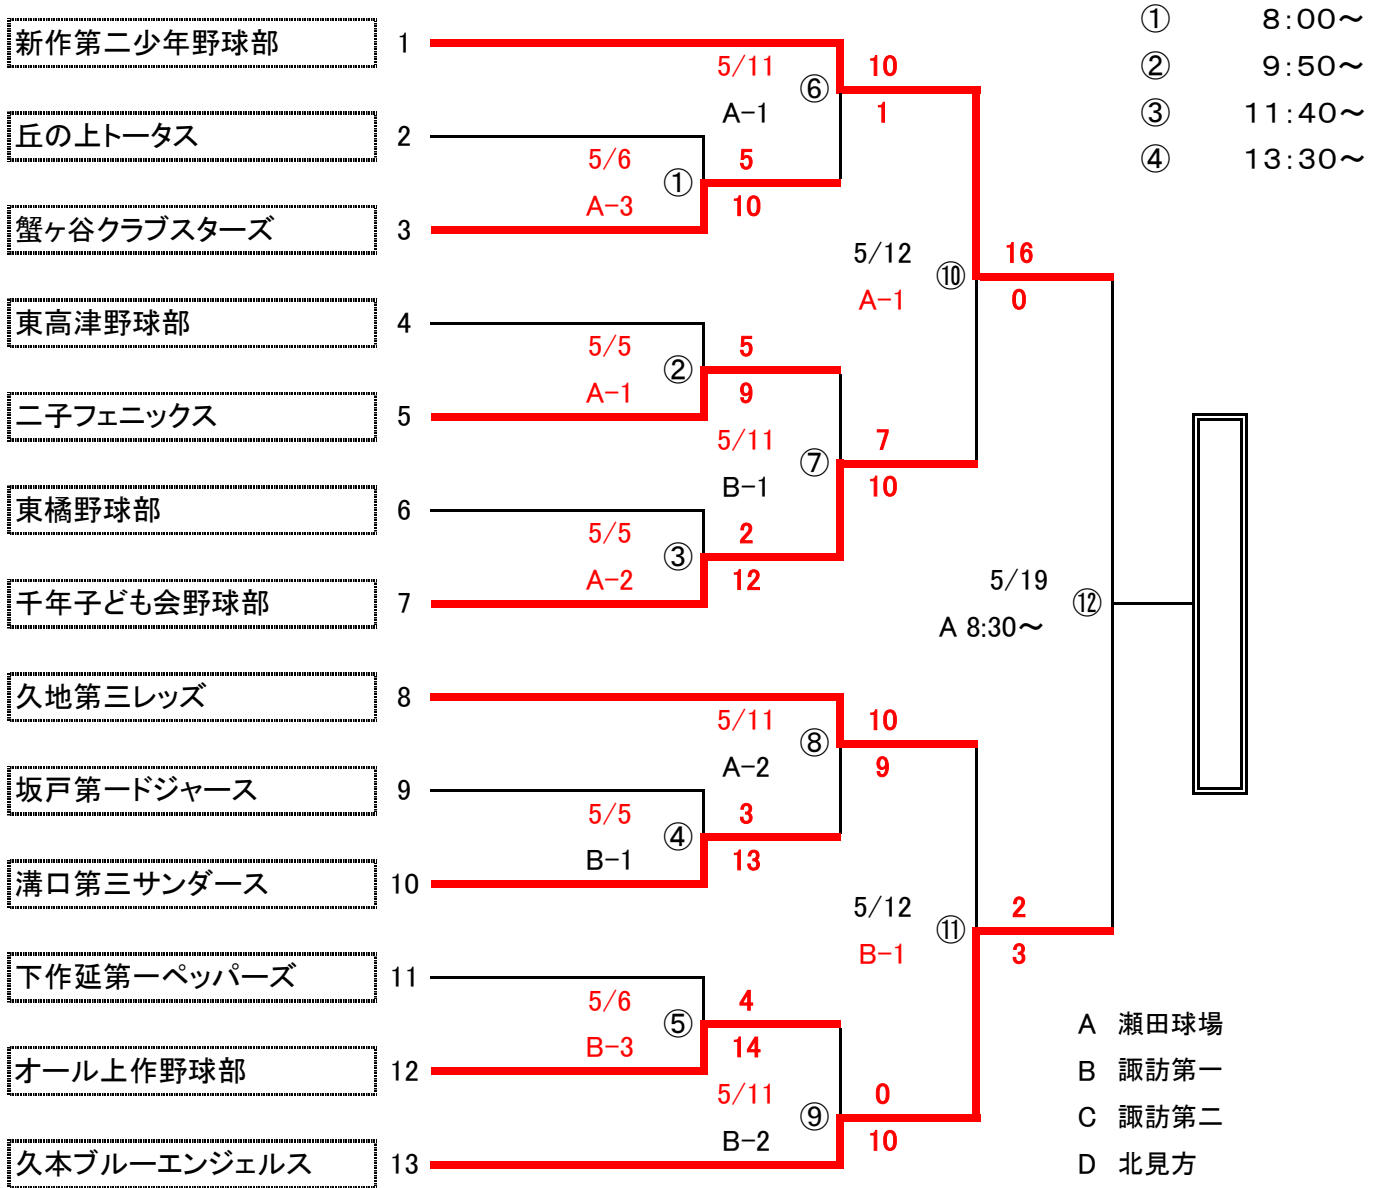 ① 8:00～
② 9:50～
③ 11:40～
④ 13:30～
新作第二少年野球部 1
5/11 ⑥ 10
A-1 1
丘の上トータス 2
5/6 ① 5
A-3 10
蟹ヶ谷クラブスターズ 3
5/12 ⑩ 16
A-1 0
東高津野球部 4
5/5 ② 5
A-1 9
二子フェニックス 5
5/11 ⑦ 7
B-1 10
東橘野球部 6
5/5 ③ 2
A-2 12
千年子ども会野球部 7
5/19 ⑫
A 8:30～
久地第三レッズ 8
5/11 ⑧ 10
A-2 9
坂戸第一ドジャース 9
5/5 ④ 3
B-1 13
溝口第三サンダース 10
5/12 ⑪ 2
B-1 3
下作延第一ペッパーズ 11
5/6 ⑤ 4
B-3 14
オール上作野球部 12
5/11 ⑨ 0
B-2 10
久本ブルーエンジェルス 13
A 瀬田球場
B 諏訪第一
C 諏訪第二
D 北見方